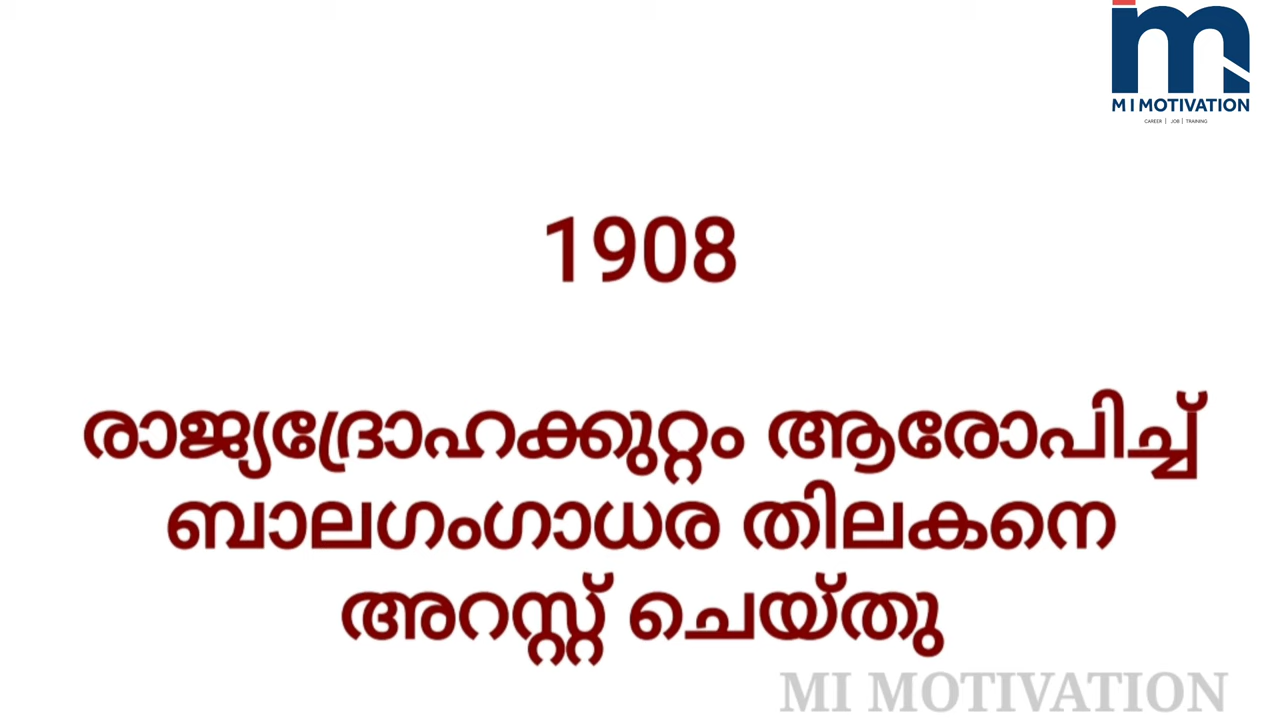 M I MOTIVATION
CAREER | JOB | TRAINING
1908
രാജ്യദ്രോഹക്കുറ്റം ആരോപിച്ച്
ബാലഗംഗാധര തിലകനെ
അറസ്റ്റ് ചെയ്തു
MI MOTIVATION